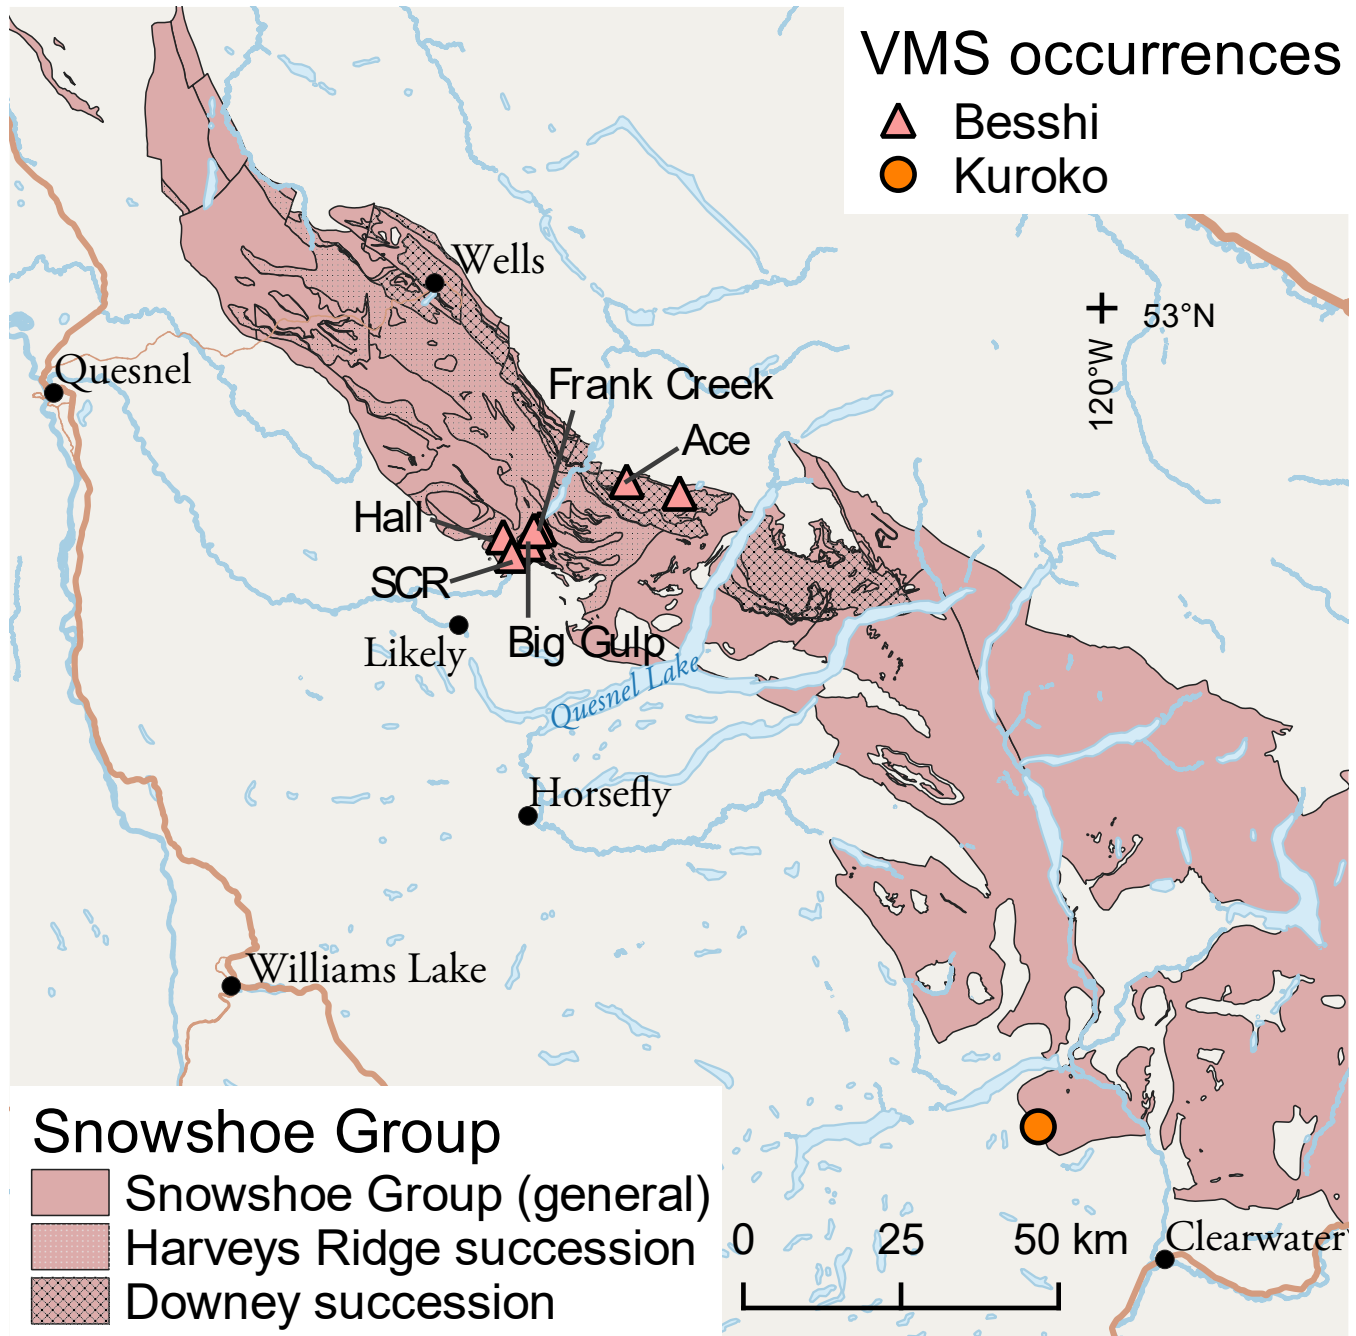 VMS occurrences
Besshi
Kuroko
Wells
53°N
120°W
Quesnel
Frank Creek
Ace
Hall
SCR
Likely
Big Gulp
Quesnel Lake
Horsefly
Williams Lake
Snowshoe Group
Snowshoe Group (general)
Harveys Ridge succession
Downey succession
0 25 50 km
Clearwater